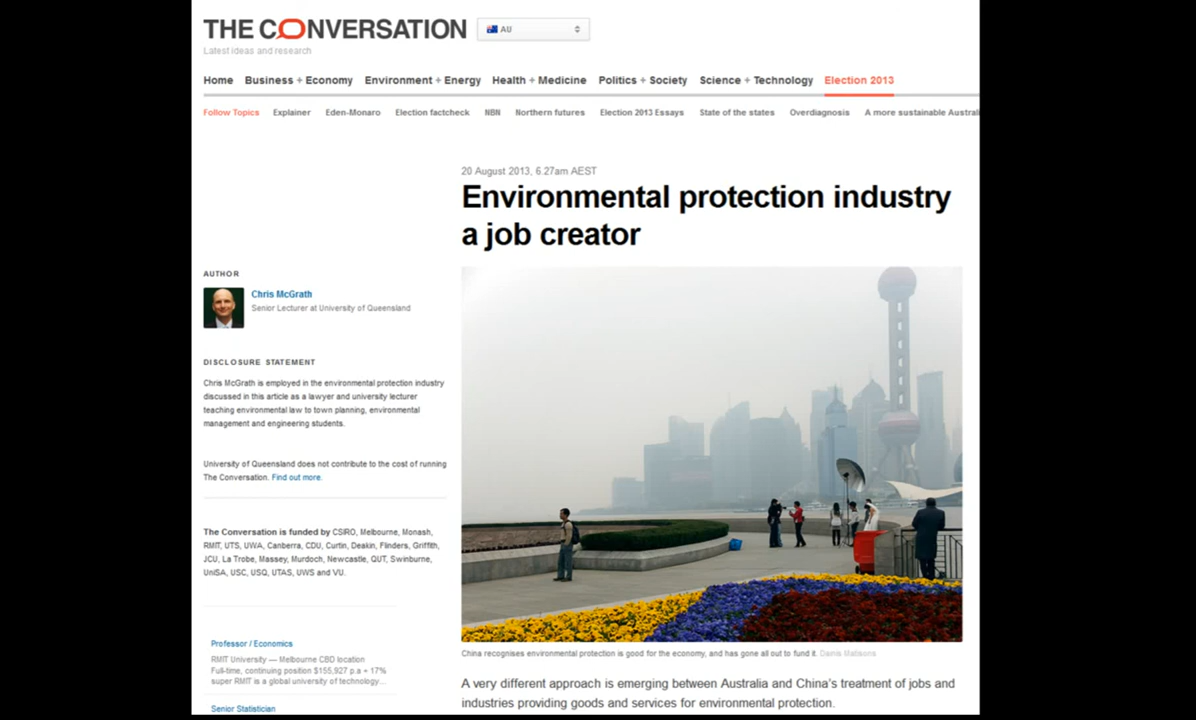 THE CONVERSATION
AU
Latest ideas and research
Home Business + Economy Environment + Energy Health + Medicine Politics + Society Science + Technology Election 2013
Follow Topics Explainer Eden-Monaro Election factcheck NBN Northern futures Election 2013 Essays State of the states Overdiagnosis A more sustainable Australi
20 August 2013, 6.27am AEST
Environmental protection industry
a job creator
AUTHOR
Chris McGrath
Senior Lecturer at University of Queensland
DISCLOSURE STATEMENT
Chris McGrath is employed in the environmental protection industry
discussed in this article as a lawyer and university lecturer
teaching environmental law to town planning, environmental
management and engineering students.
University of Queensland does not contribute to the cost of running
The Conversation. Find out more.
The Conversation is funded by CSIRO, Melbourne, Monash,
RMIT, UTS, UWA, Canberra, CDU, Curtin, Deakin, Flinders, Griffith,
JCU, La Trobe, Massey, Murdoch, Newcastle, QUT, Swinburne,
UniSA, USC, USQ, UTAS, UWS and VU.
Professor / Economics
RMIT University — Melbourne CBD location
Full-time, continuing position $155,927 p.a + 17%
super RMIT is a global university of technology...
Senior Statistician
China recognises environmental protection is good for the economy, and has gone all out to fund it. Dainis Matisons
A very different approach is emerging between Australia and China's treatment of jobs and
industries providing goods and services for environmental protection.